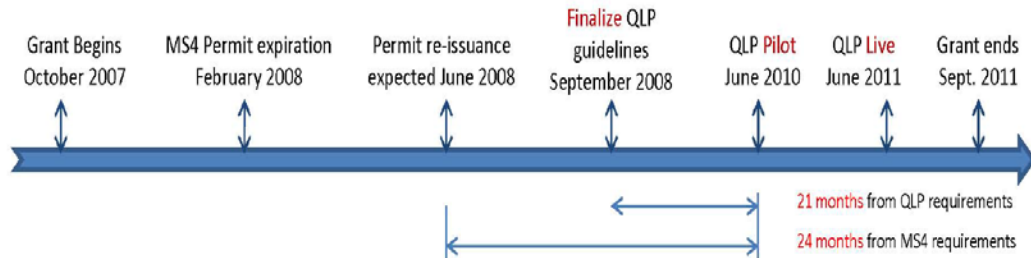 Grant Begins
October 2007
MS4 Permit expiration
February 2008
Permit re-issuance
expected June 2008
Finalize QLP
guidelines
September 2008
QLP Pilot
June 2010
QLP Live
June 2011
Grant ends
Sept. 2011
21 months from QLP requirements
24 months from MS4 requirements